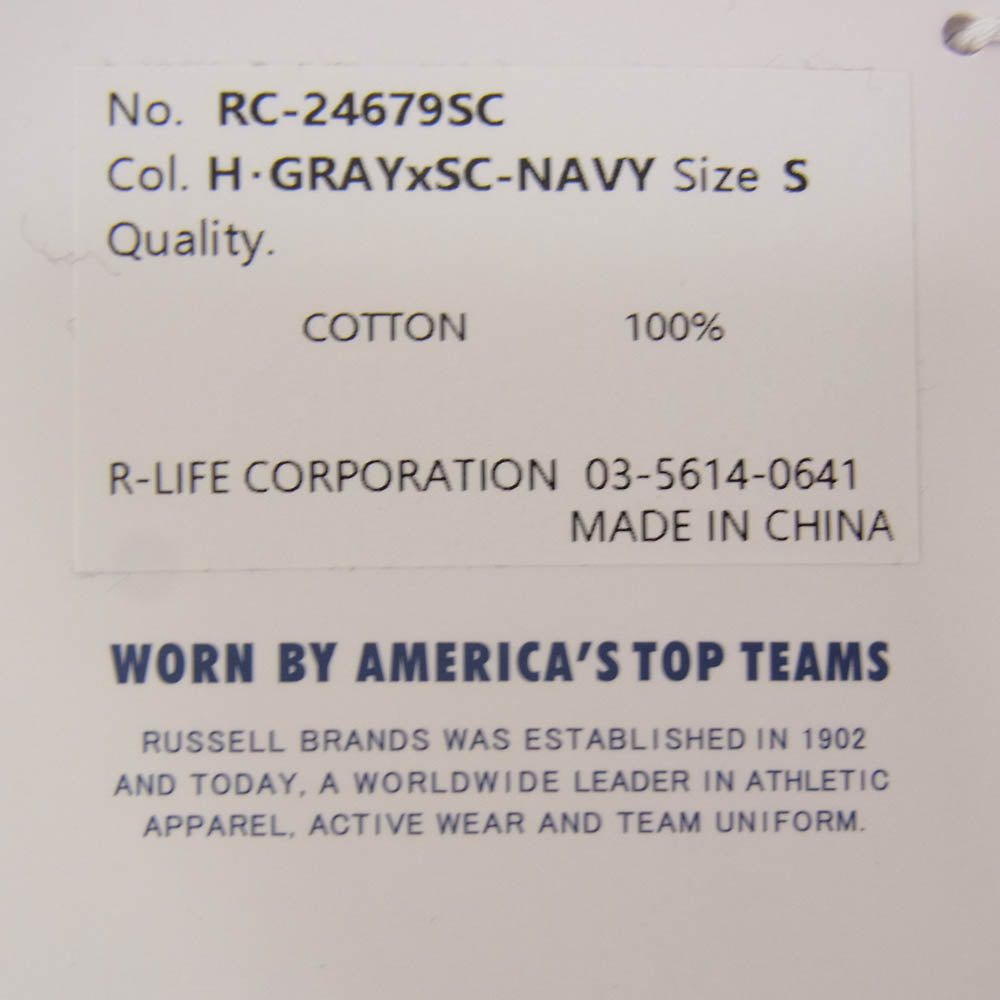 No. RC-24679SC
Col. H·GRAYxSC-NAVY Size S
Quality.
COTTON 100%
R-LIFE CORPORATION 03-5614-0641
MADE IN CHINA
WORN BY AMERICA'S TOP TEAMS
RUSSELL BRANDS WAS ESTABLISHED IN 1902
AND TODAY, A WORLDWIDE LEADER IN ATHLETIC
APPAREL, ACTIVE WEAR AND TEAM UNIFORM.